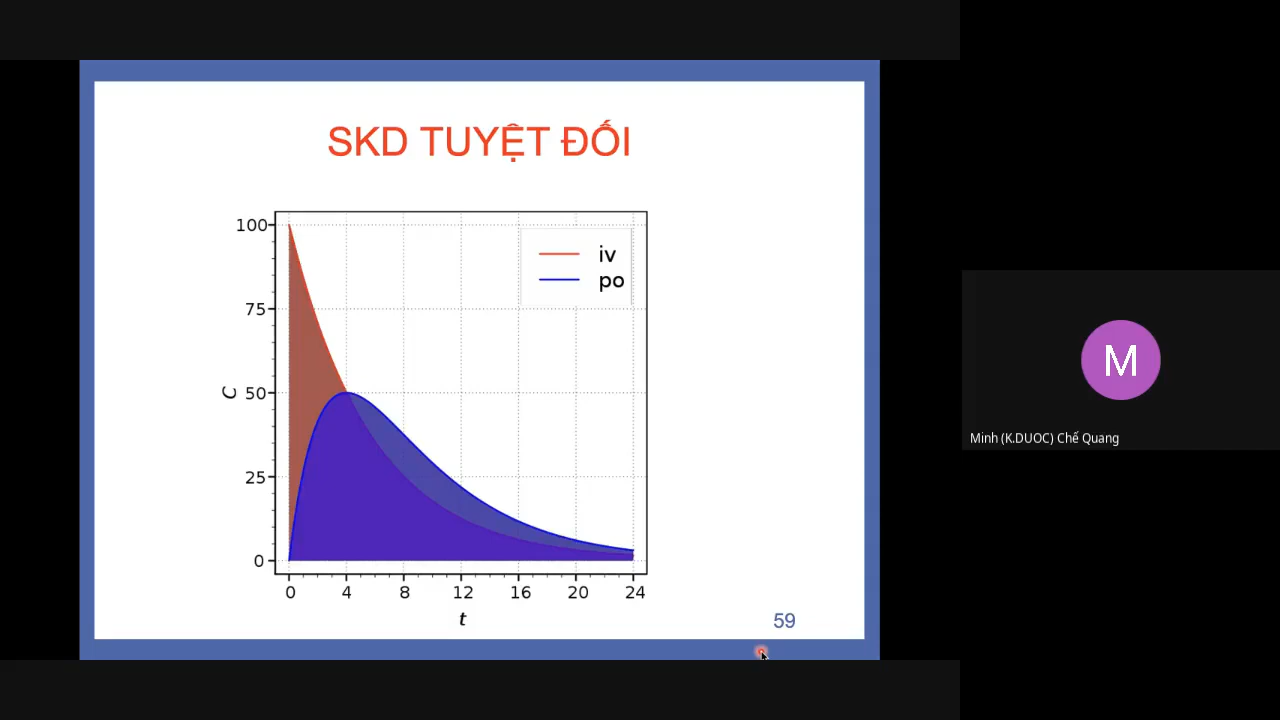 SKD TUYỆT ĐỐI
100
75
50
25
0
C
iv
po
0 4 8 12 16 20 24
t
59
M
Minh (K.DUOC) Chế Quang